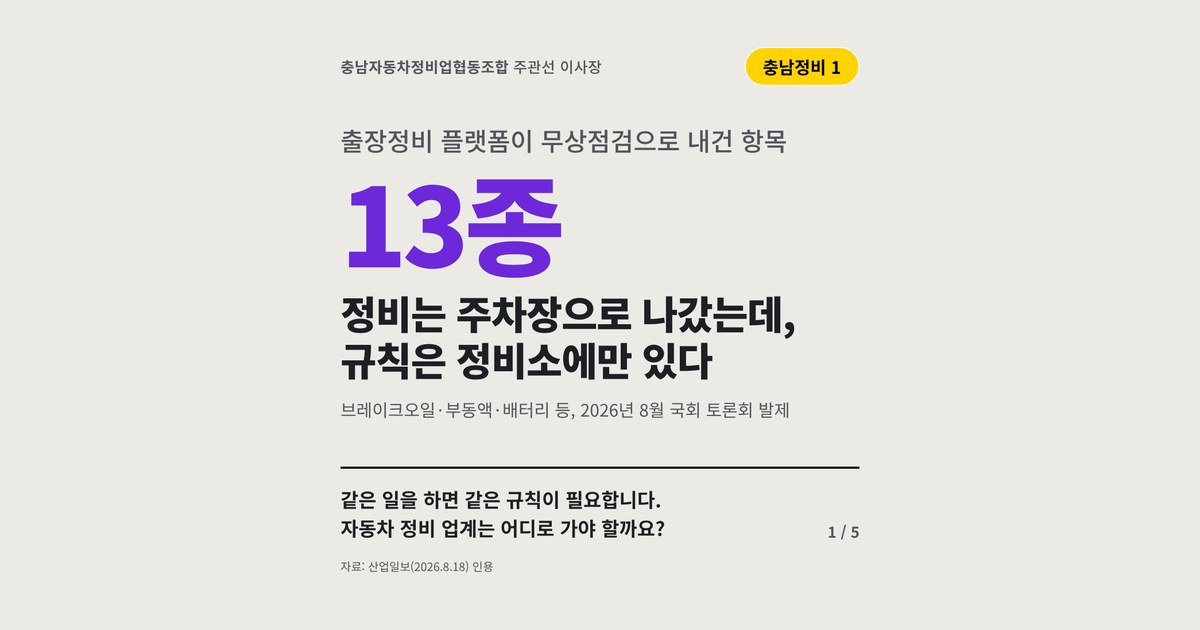 충남자동차정비업협동조합 주관선 이사장
충남정비 1
출장정비 플랫폼이 무상점검으로 내건 항목
13종
정비는 주차장으로 나갔는데,
규칙은 정비소에만 있다
브레이크오일·부동액·배터리 등, 2026년 8월 국회 토론회 발제
같은 일을 하면 같은 규칙이 필요합니다.
자동차 정비 업계는 어디로 가야 할까요?
1 / 5
자료: 산업일보(2026.8.18) 인용